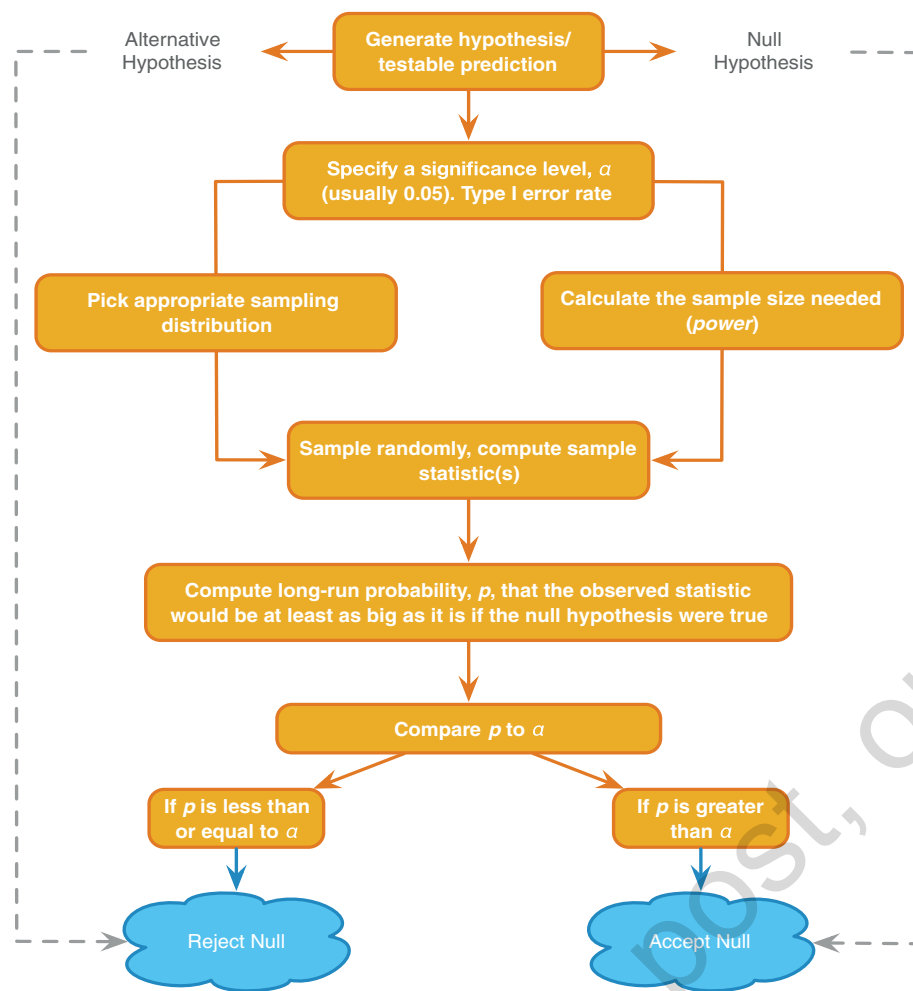 Alternative
Hypothesis
Generate hypothesis/
testable prediction
Null
Hypothesis
Specify a significance level, α
(usually 0.05). Type I error rate
Pick appropriate sampling
distribution
Calculate the sample size needed
(power)
Sample randomly, compute sample
statistic(s)
Compute long-run probability, p, that the observed statistic
would be at least as big as it is if the null hypothesis were true
Compare p to α
If p is less than
or equal to α
If p is greater
than α
Reject Null
Accept Null
post,